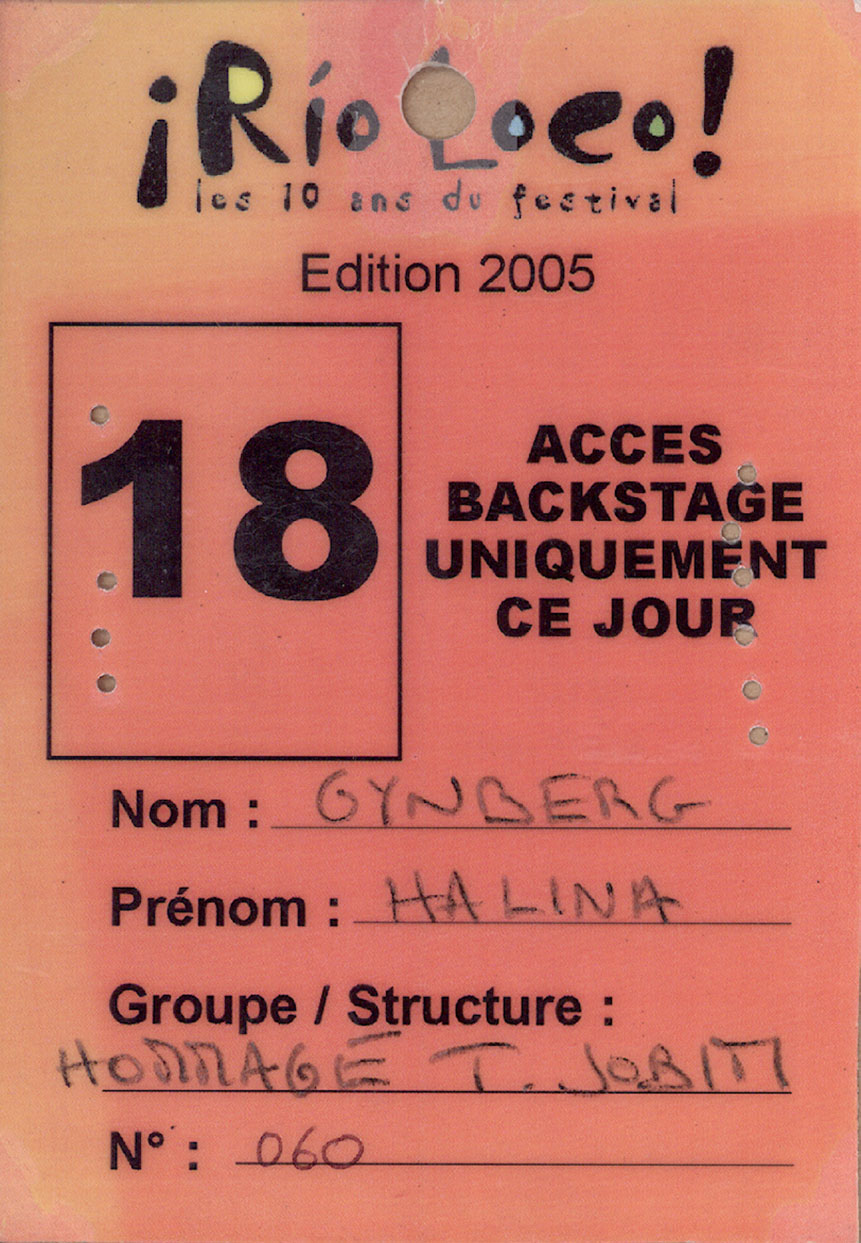 ¡Río Loco!
les 10 ans du festival
Edition 2005
18
ACCES
BACKSTAGE
UNIQUEMENT
CE JOUR
Nom : GYNBERG
Prénom : HALINA
Groupe / Structure :
HOMMAGE T. JOBIM
N° : 060